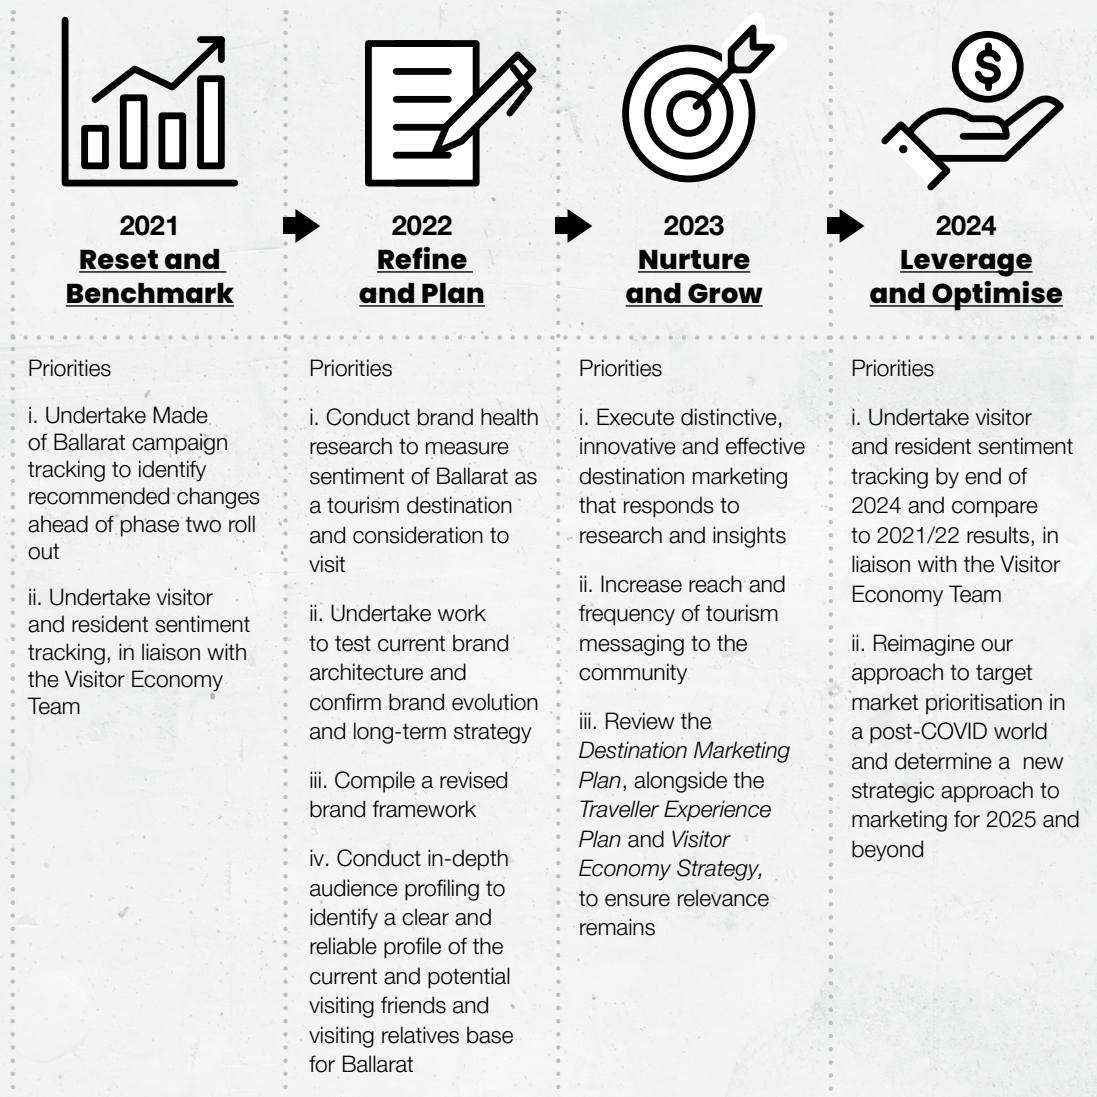 $
2021
Reset and
Benchmark
2022
Refine
and Plan
2023
Nurture
and Grow
2024
Leverage
and Optimise
Priorities
i. Undertake Made
of Ballarat campaign
tracking to identify
recommended changes
ahead of phase two roll
out
ii. Undertake visitor
and resident sentiment
tracking, in liaison with
the Visitor Economy
Team
Priorities
i. Conduct brand health
research to measure
sentiment of Ballarat as
a tourism destination
and consideration to
visit
ii. Undertake work
to test current brand
architecture and
confirm brand evolution
and long-term strategy
iii. Compile a revised
brand framework
iv. Conduct in-depth
audience profiling to
identify a clear and
reliable profile of the
current and potential
visiting friends and
visiting relatives base
for Ballarat
Priorities
i. Execute distinctive,
innovative and effective
destination marketing
that responds to
research and insights
ii. Increase reach and
frequency of tourism
messaging to the
community
iii. Review the
Destination Marketing
Plan, alongside the
Traveller Experience
Plan and Visitor
Economy Strategy,
to ensure relevance
remains
Priorities
i. Undertake visitor
and resident sentiment
tracking by end of
2024 and compare
to 2021/22 results, in
liaison with the Visitor
Economy Team
ii. Reimagine our
approach to target
market prioritisation in
a post-COVID world
and determine a  new
strategic approach to
marketing for 2025 and
beyond